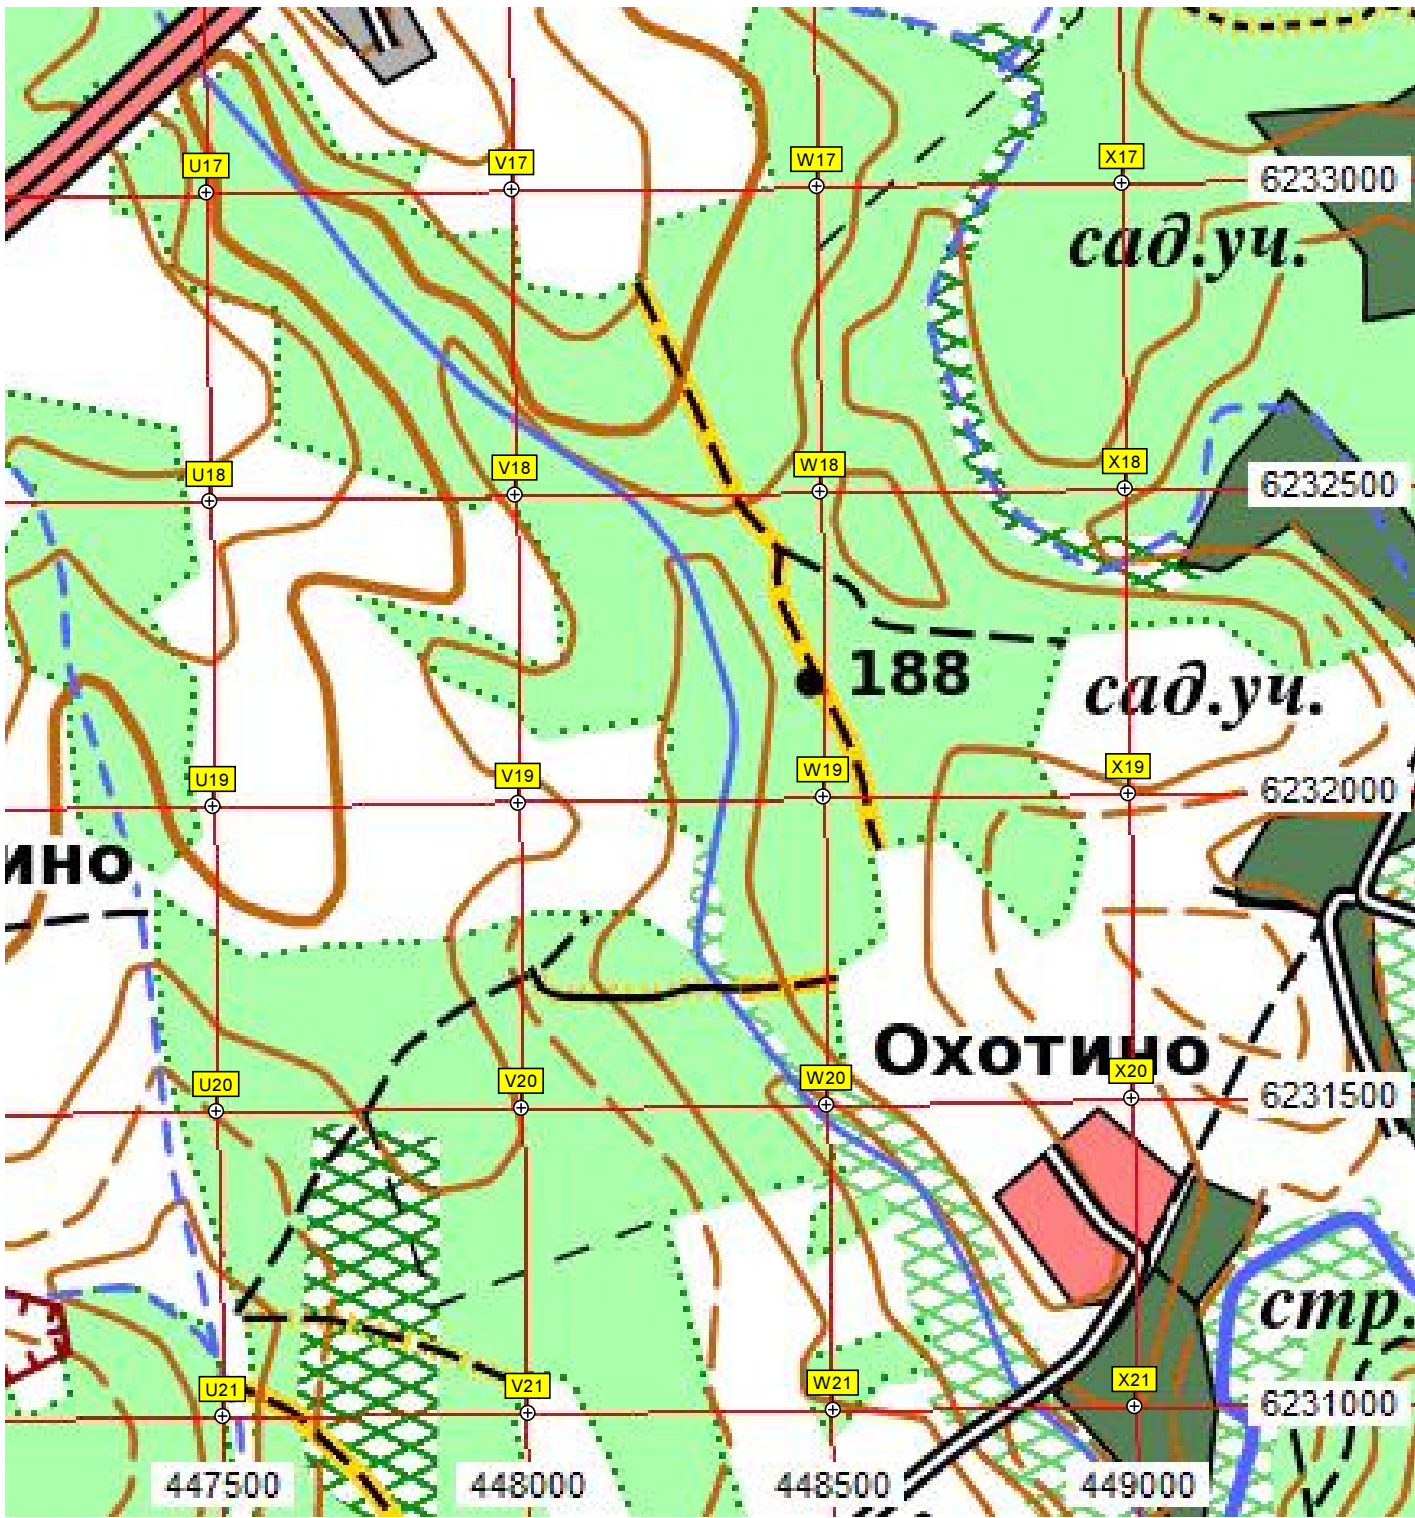 U17 V17 W17 X17
6233000
сад.уч.
U18 V18 W18 X18
6232500
188
сад.уч.
U19 V19 W19 X19
6232000
ино
Охотино
U20 V20 W20 X20
6231500
стр.
U21 V21 W21 X21
6231000
447500 448000 448500 449000